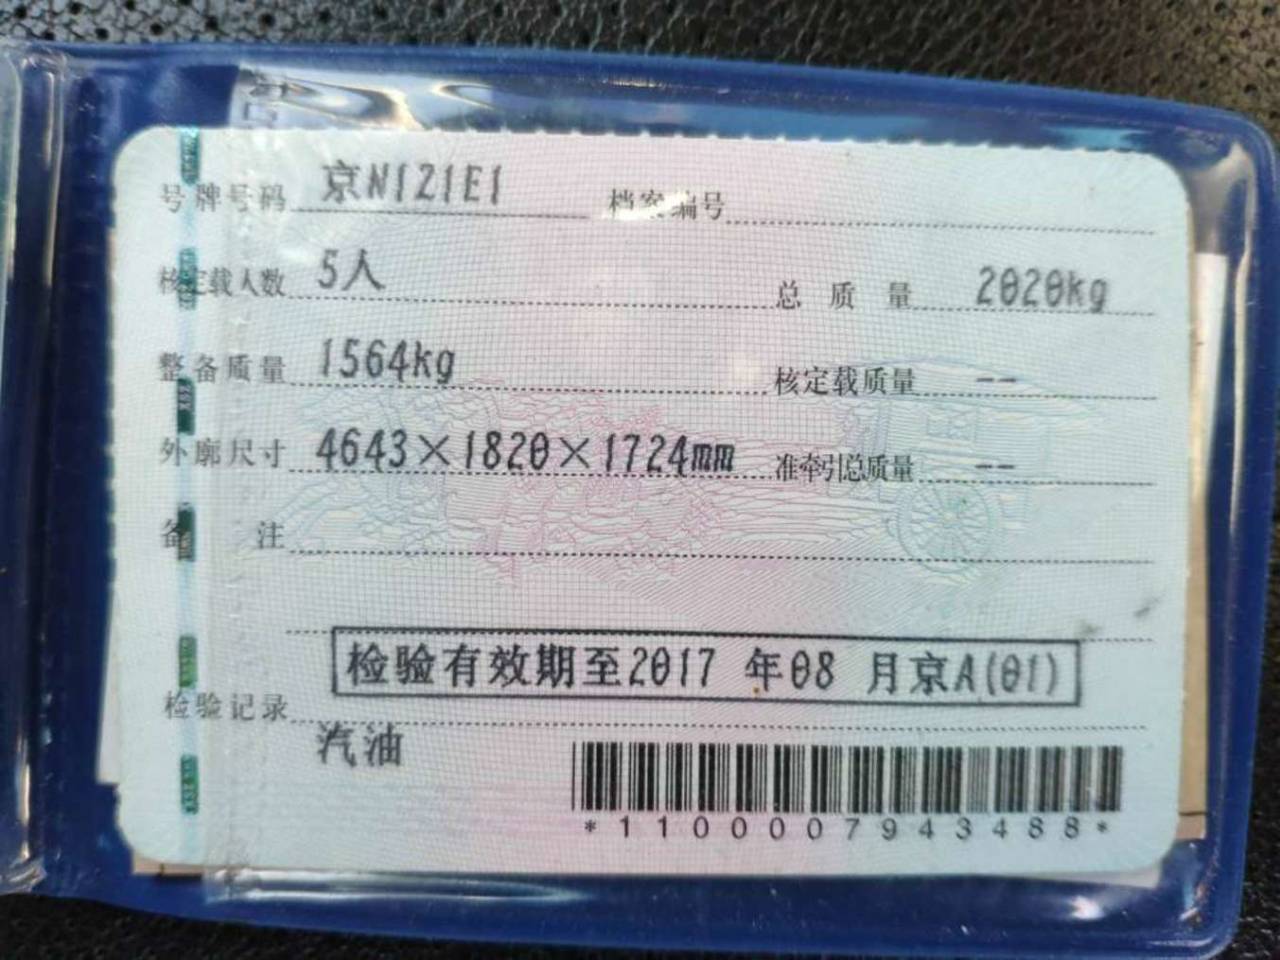 号牌号码 京N121E1 档案编号
核定载人数 5人 总质量 2020kg
整备质量 1564kg 核定载质量 --
外廓尺寸 4643×1820×1724mm 准牵引总质量 --
备注
检验有效期至2017 年08 月京A(01)
检验记录
汽油
*1100007943488*